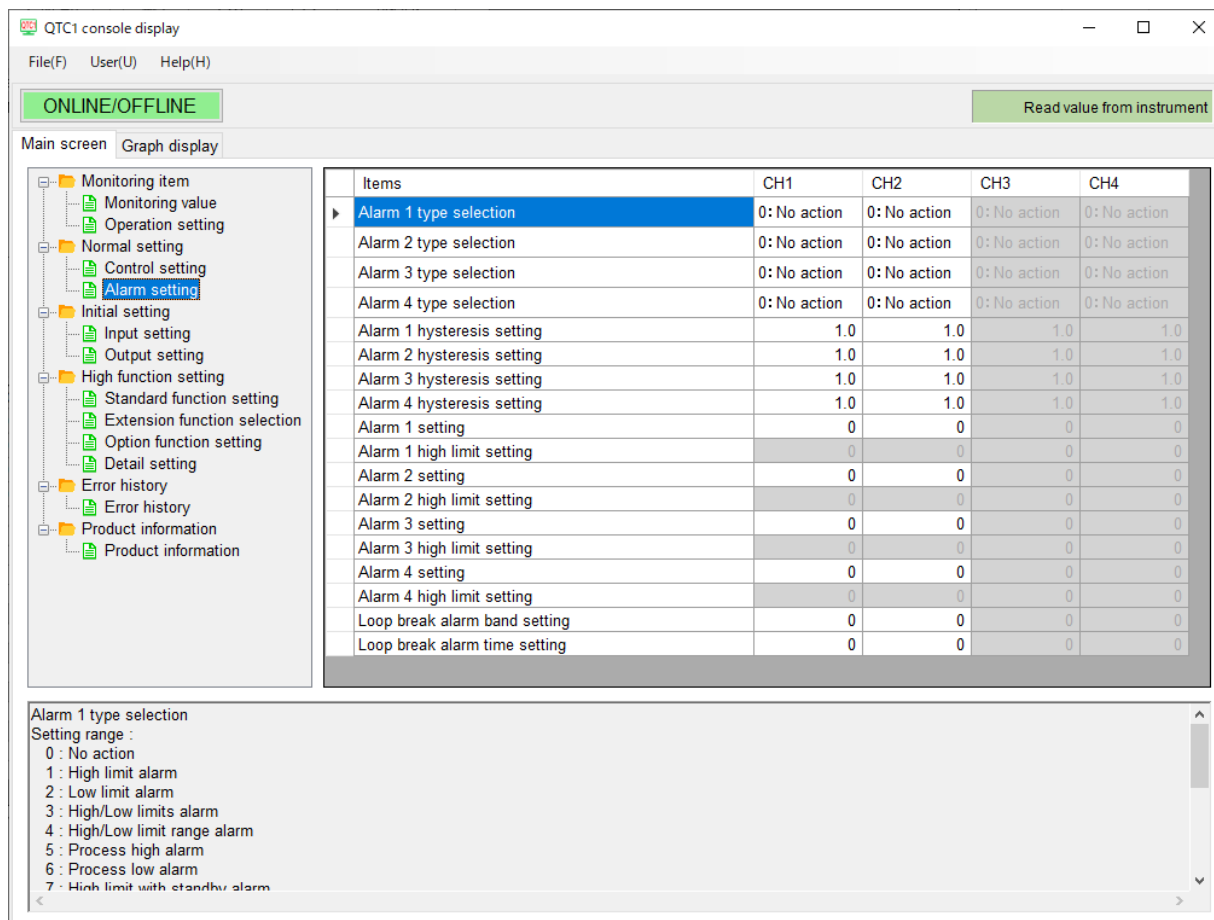 QTC1 console display
File(F) User(U) Help(H)
ONLINE/OFFLINE
Read value from instrument
Main screen Graph display
Monitoring item
Monitoring value
Operation setting
Normal setting
Control setting
Alarm setting
Initial setting
Input setting
Output setting
High function setting
Standard function setting
Extension function selection
Option function setting
Detail setting
Error history
Error history
Product information
Product information
Items CH1 CH2 CH3 CH4
Alarm 1 type selection 0: No action 0: No action 0: No action 0: No action
Alarm 2 type selection 0: No action 0: No action 0: No action 0: No action
Alarm 3 type selection 0: No action 0: No action 0: No action 0: No action
Alarm 4 type selection 0: No action 0: No action 0: No action 0: No action
Alarm 1 hysteresis setting 1.0 1.0 1.0 1.0
Alarm 2 hysteresis setting 1.0 1.0 1.0 1.0
Alarm 3 hysteresis setting 1.0 1.0 1.0 1.0
Alarm 4 hysteresis setting 1.0 1.0 1.0 1.0
Alarm 1 setting 0 0 0 0
Alarm 1 high limit setting 0 0 0 0
Alarm 2 setting 0 0 0 0
Alarm 2 high limit setting 0 0 0 0
Alarm 3 setting 0 0 0 0
Alarm 3 high limit setting 0 0 0 0
Alarm 4 setting 0 0 0 0
Alarm 4 high limit setting 0 0 0 0
Loop break alarm band setting 0 0 0 0
Loop break alarm time setting 0 0 0 0
Alarm 1 type selection
Setting range :
0 : No action
1 : High limit alarm
2 : Low limit alarm
3 : High/Low limits alarm
4 : High/Low limit range alarm
5 : Process high alarm
6 : Process low alarm
7 : High limit with standby alarm